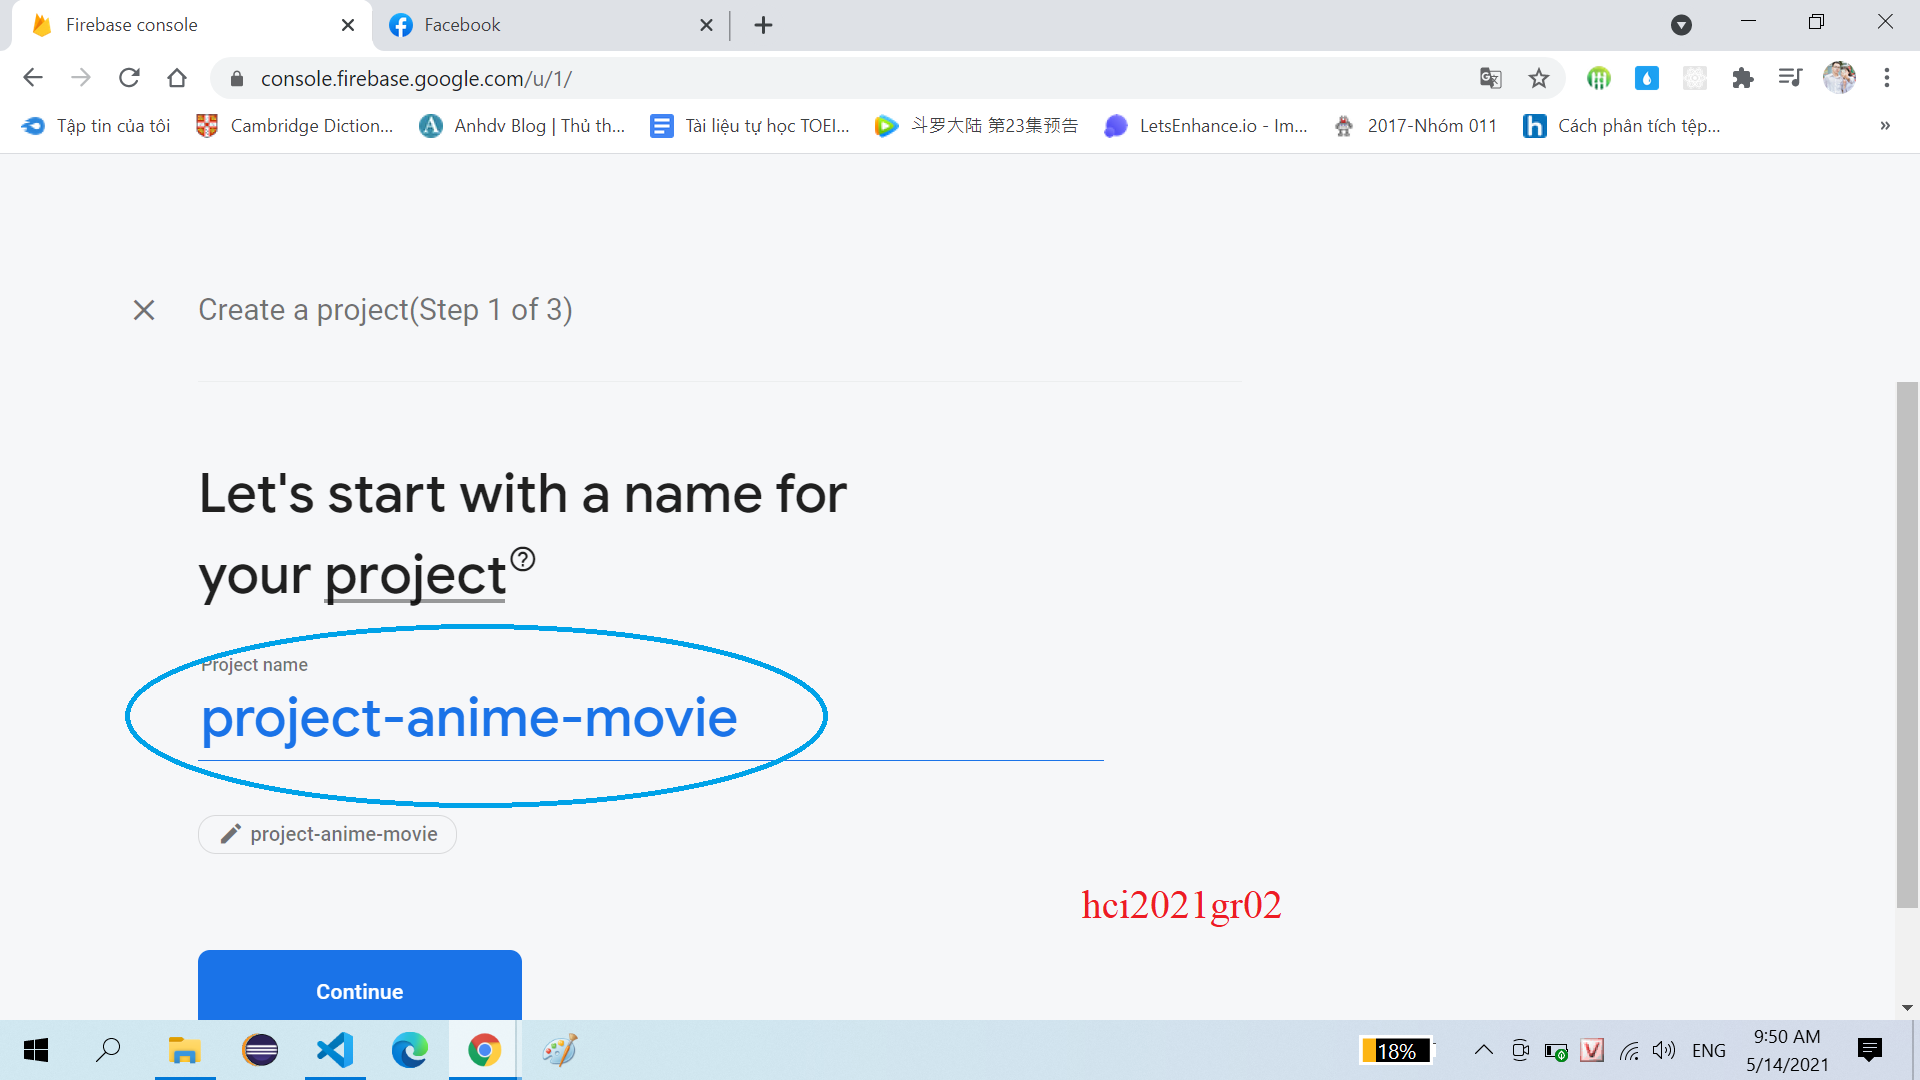 Firebase console
Facebook
console.firebase.google.com/u/1/
Tập tin của tôi
Cambridge Diction...
Anhdv Blog | Thủ th...
Tài liệu tự học TOEI...
斗罗大陆 第23集预告
LetsEnhance.io - Im...
2017-Nhóm 011
Cách phân tích tệp...
»
Create a project(Step 1 of 3)
Let's start with a name for
your project
Project name
project-anime-movie
project-anime-movie
hci2021gr02
Continue
18%
ENG
9:50 AM
5/14/2021